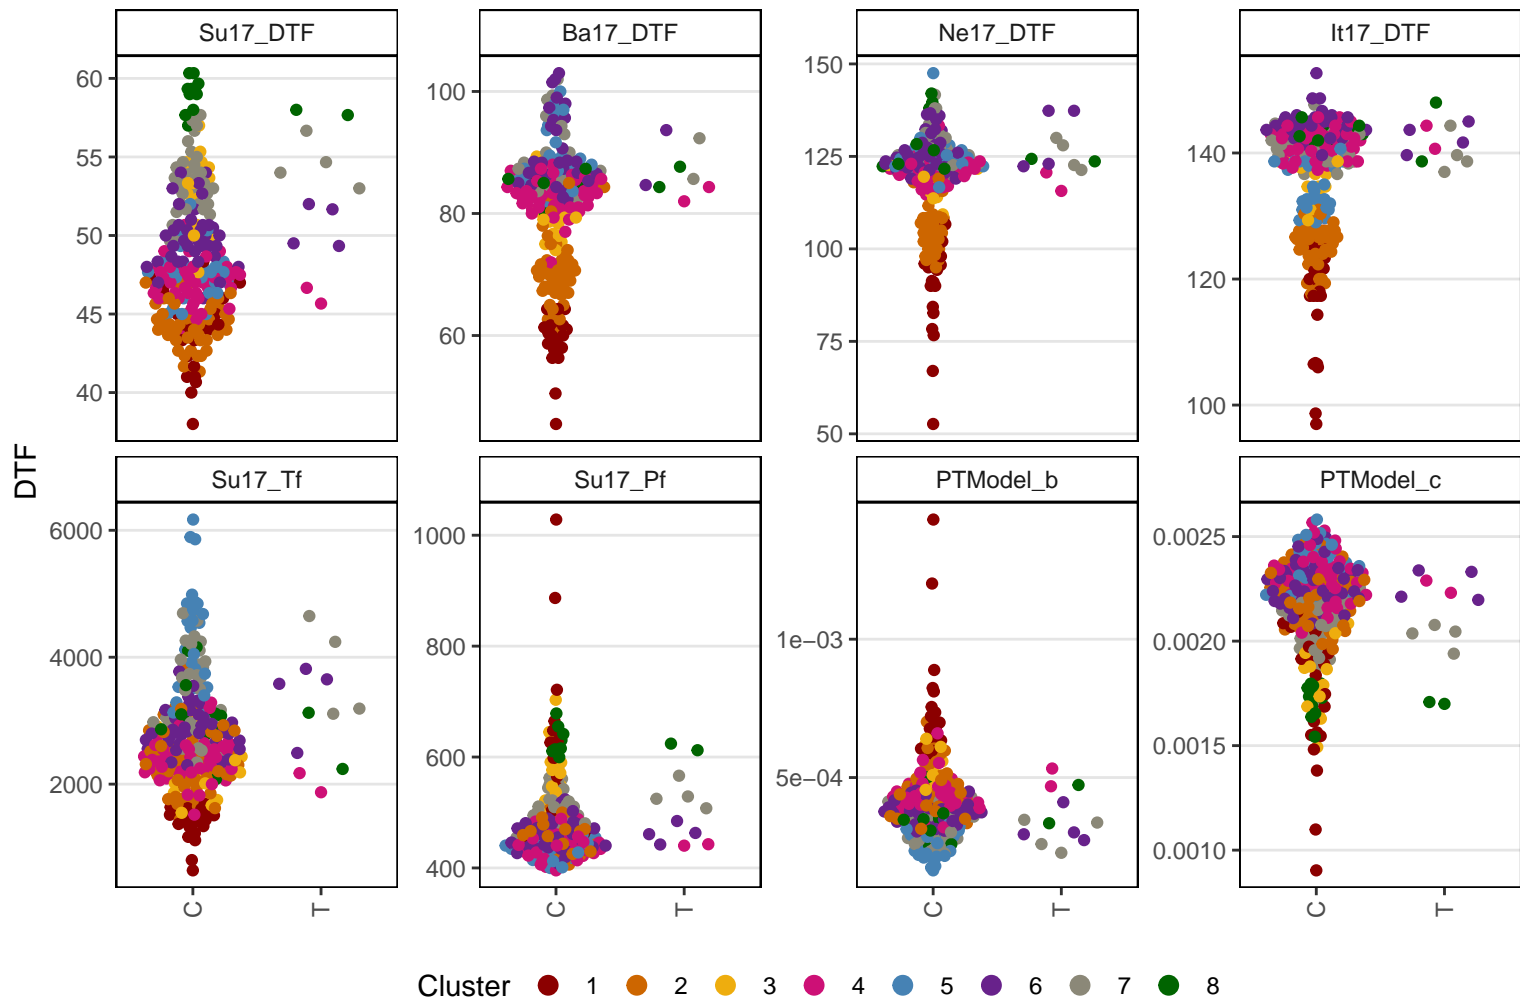 Su17_DTF
Ba17_DTF
Ne17_DTF
It17_DTF
60
55
50
45
40
100
80
60
150
125
100
75
50
140
120
100
DTF
Su17_Tf
Su17_Pf
PTModel_b
PTModel_c
6000
4000
2000
1000
800
600
400
1e−03
5e−04
0.0025
0.0020
0.0015
0.0010
C
T
C
T
C
T
C
T
Cluster 1 2 3 4 5 6 7 8